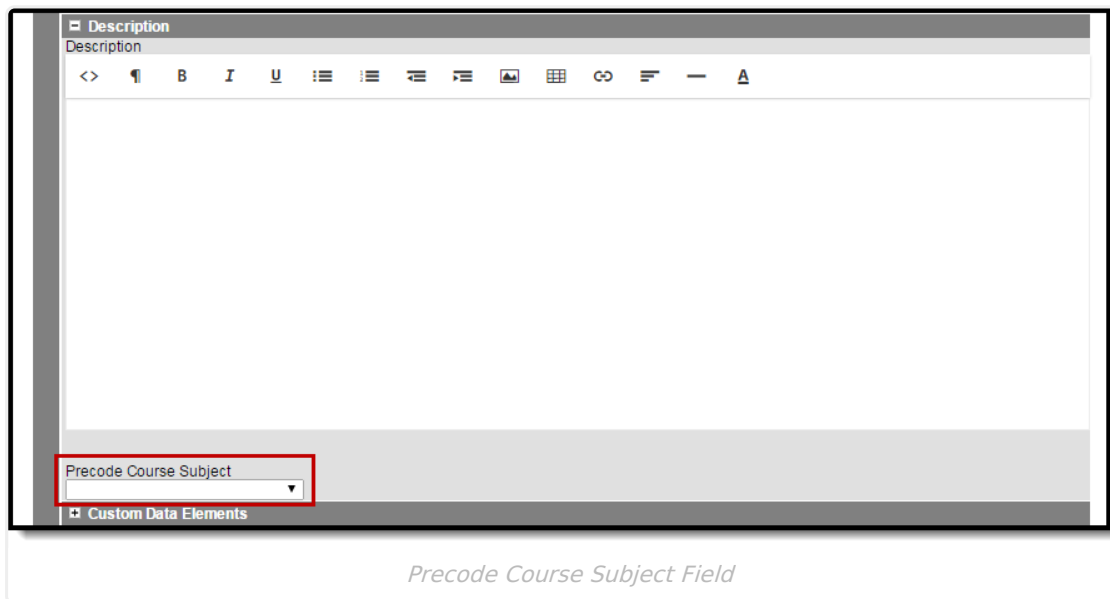 Description
Description
<> ¶ B I U A
Precode Course Subject
Custom Data Elements
Precode Course Subject Field